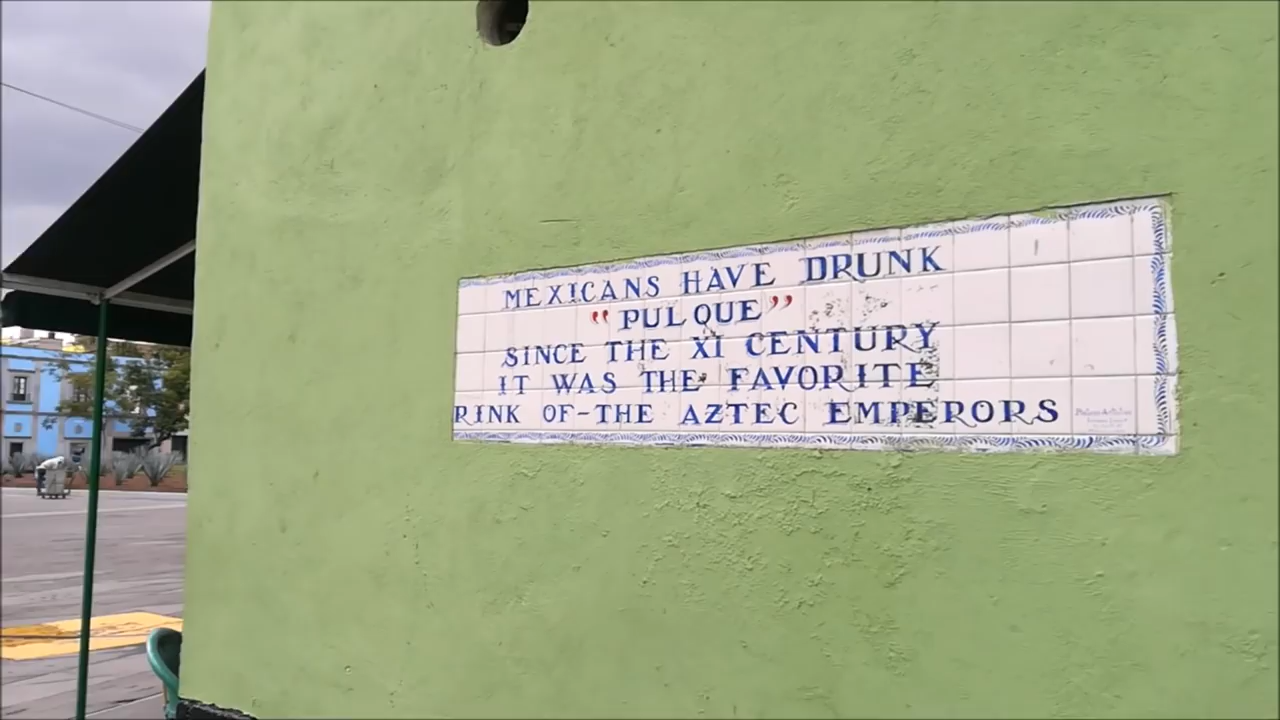 MEXICANS HAVE DRUNK
"PULQUE"
SINCE THE XI CENTURY
IT WAS THE FAVORITE
RINK OF-THE AZTEC EMPERORS